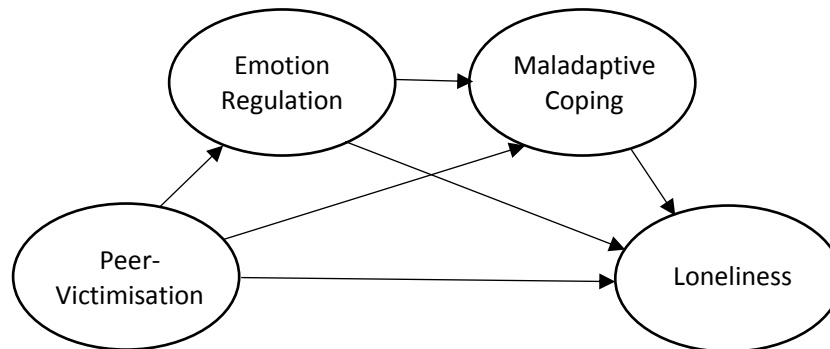 Emotion
Regulation
Maladaptive
Coping
Peer-
Victimisation
Loneliness